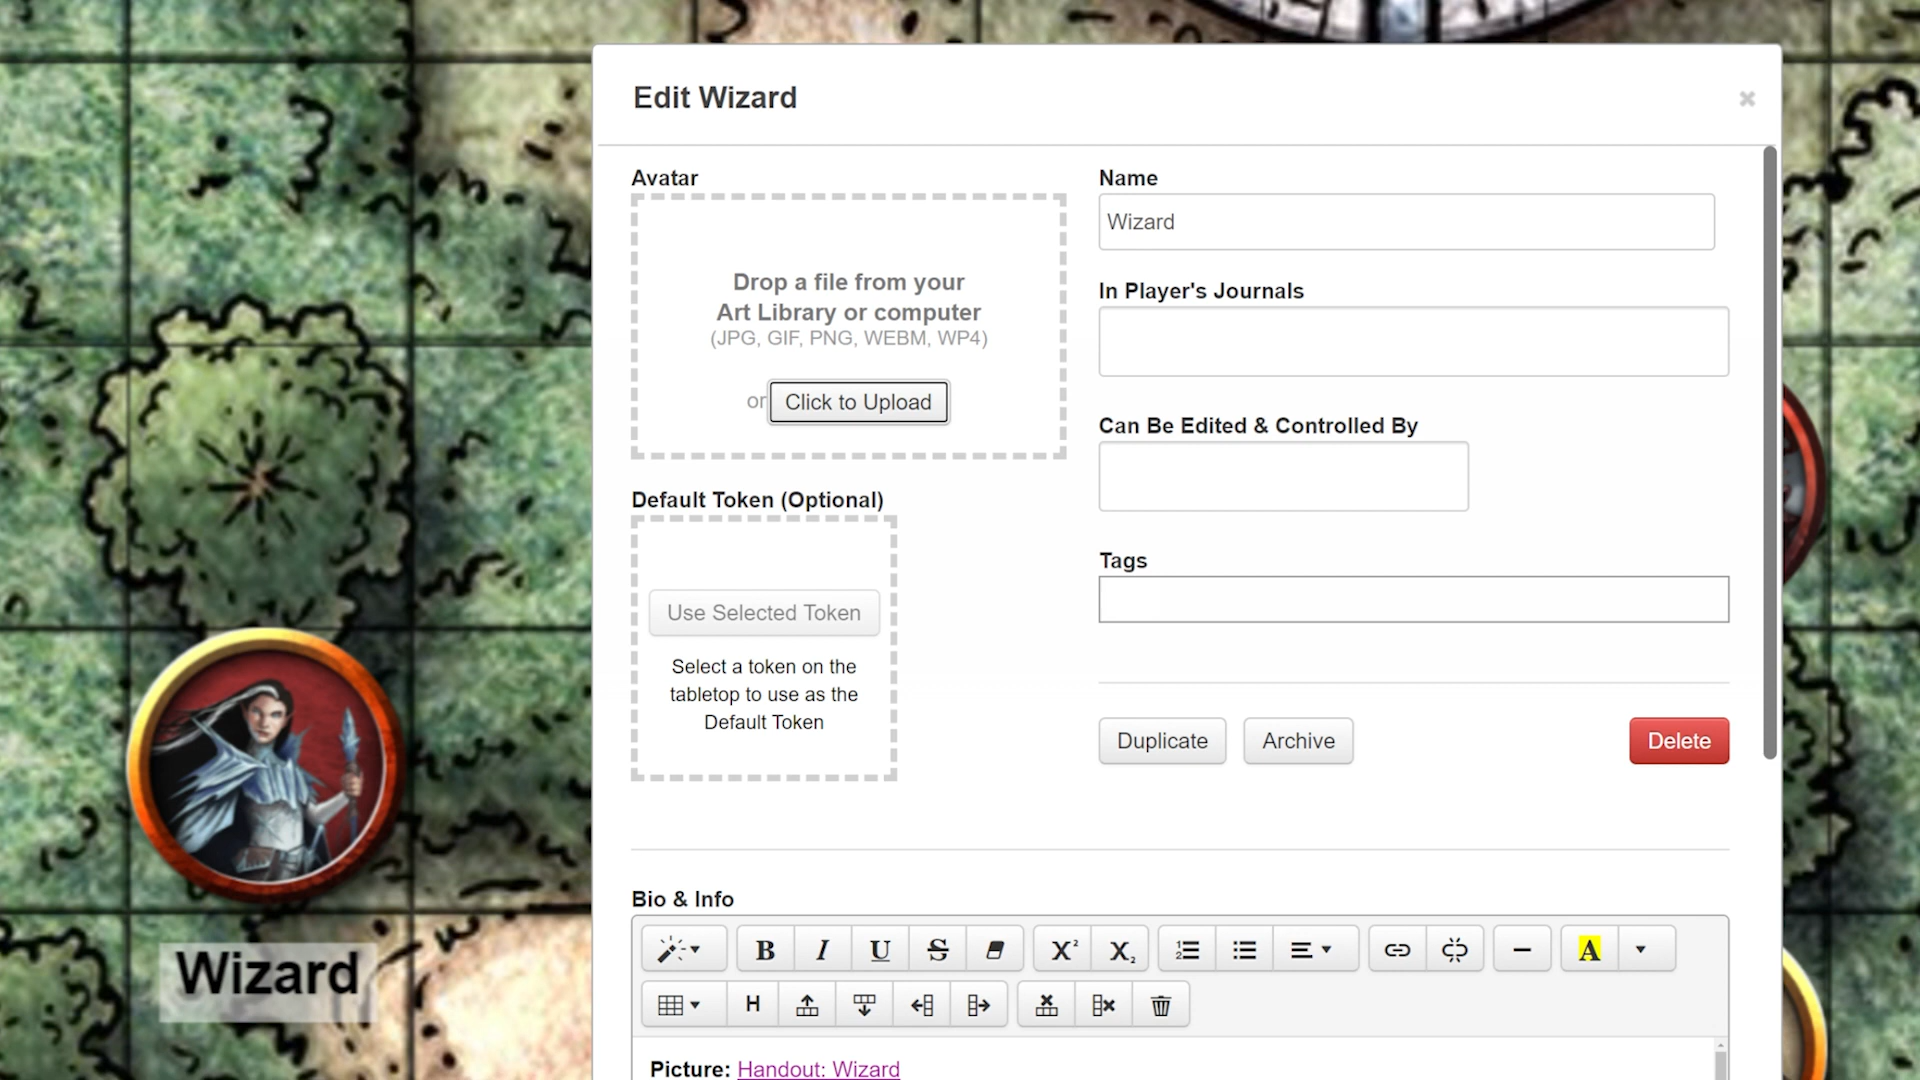 Edit Wizard
Avatar
Drop a file from your
Art Library or computer
(JPG, GIF, PNG, WEBM, WP4)
or Click to Upload
Default Token (Optional)
Use Selected Token
Select a token on the
tabletop to use as the
Default Token
Name
Wizard
In Player's Journals
Can Be Edited & Controlled By
Tags
Duplicate Archive Delete
Bio & Info
B I U S X² X₂ A
H
Picture: Handout: Wizard
Wizard